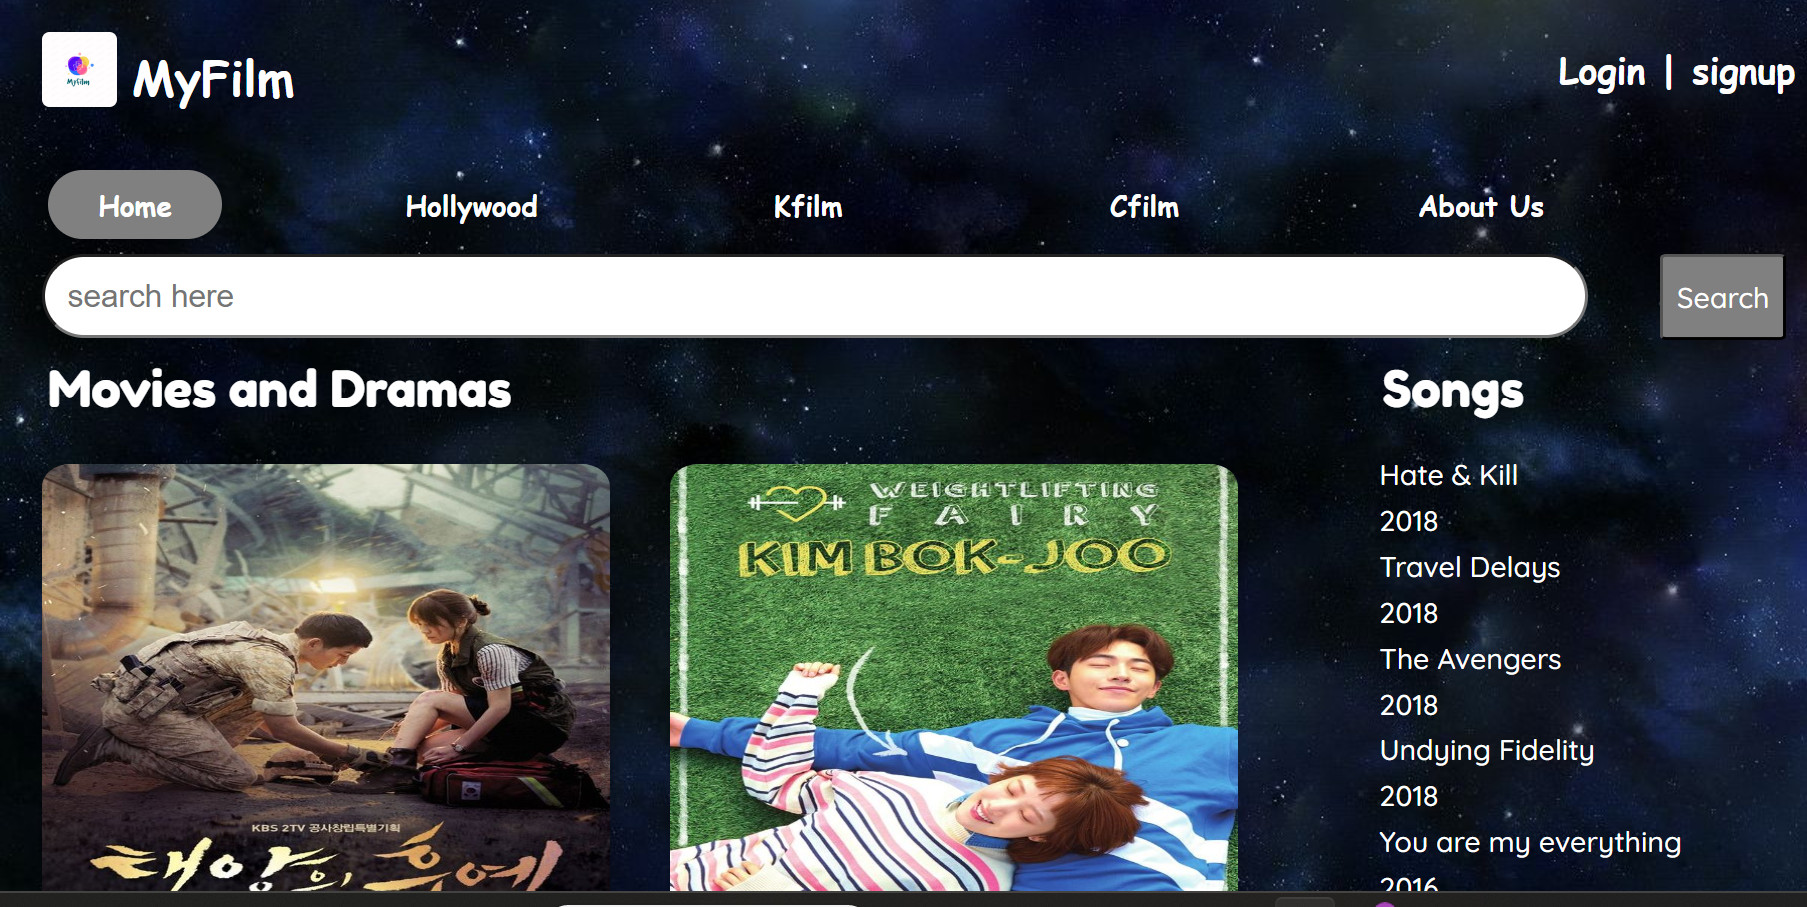 MyFilm
MyFilm
Login | signup
Home
Hollywood
Kfilm
Cfilm
About Us
search here
Search
Movies and Dramas
Songs
WEIGHTLIFTING
FAIRY
KIM BOK-JOO
KBS 2TV 공사창립특별기획
태양의 후예
Hate & Kill
2018
Travel Delays
2018
The Avengers
2018
Undying Fidelity
2018
You are my everything
2016